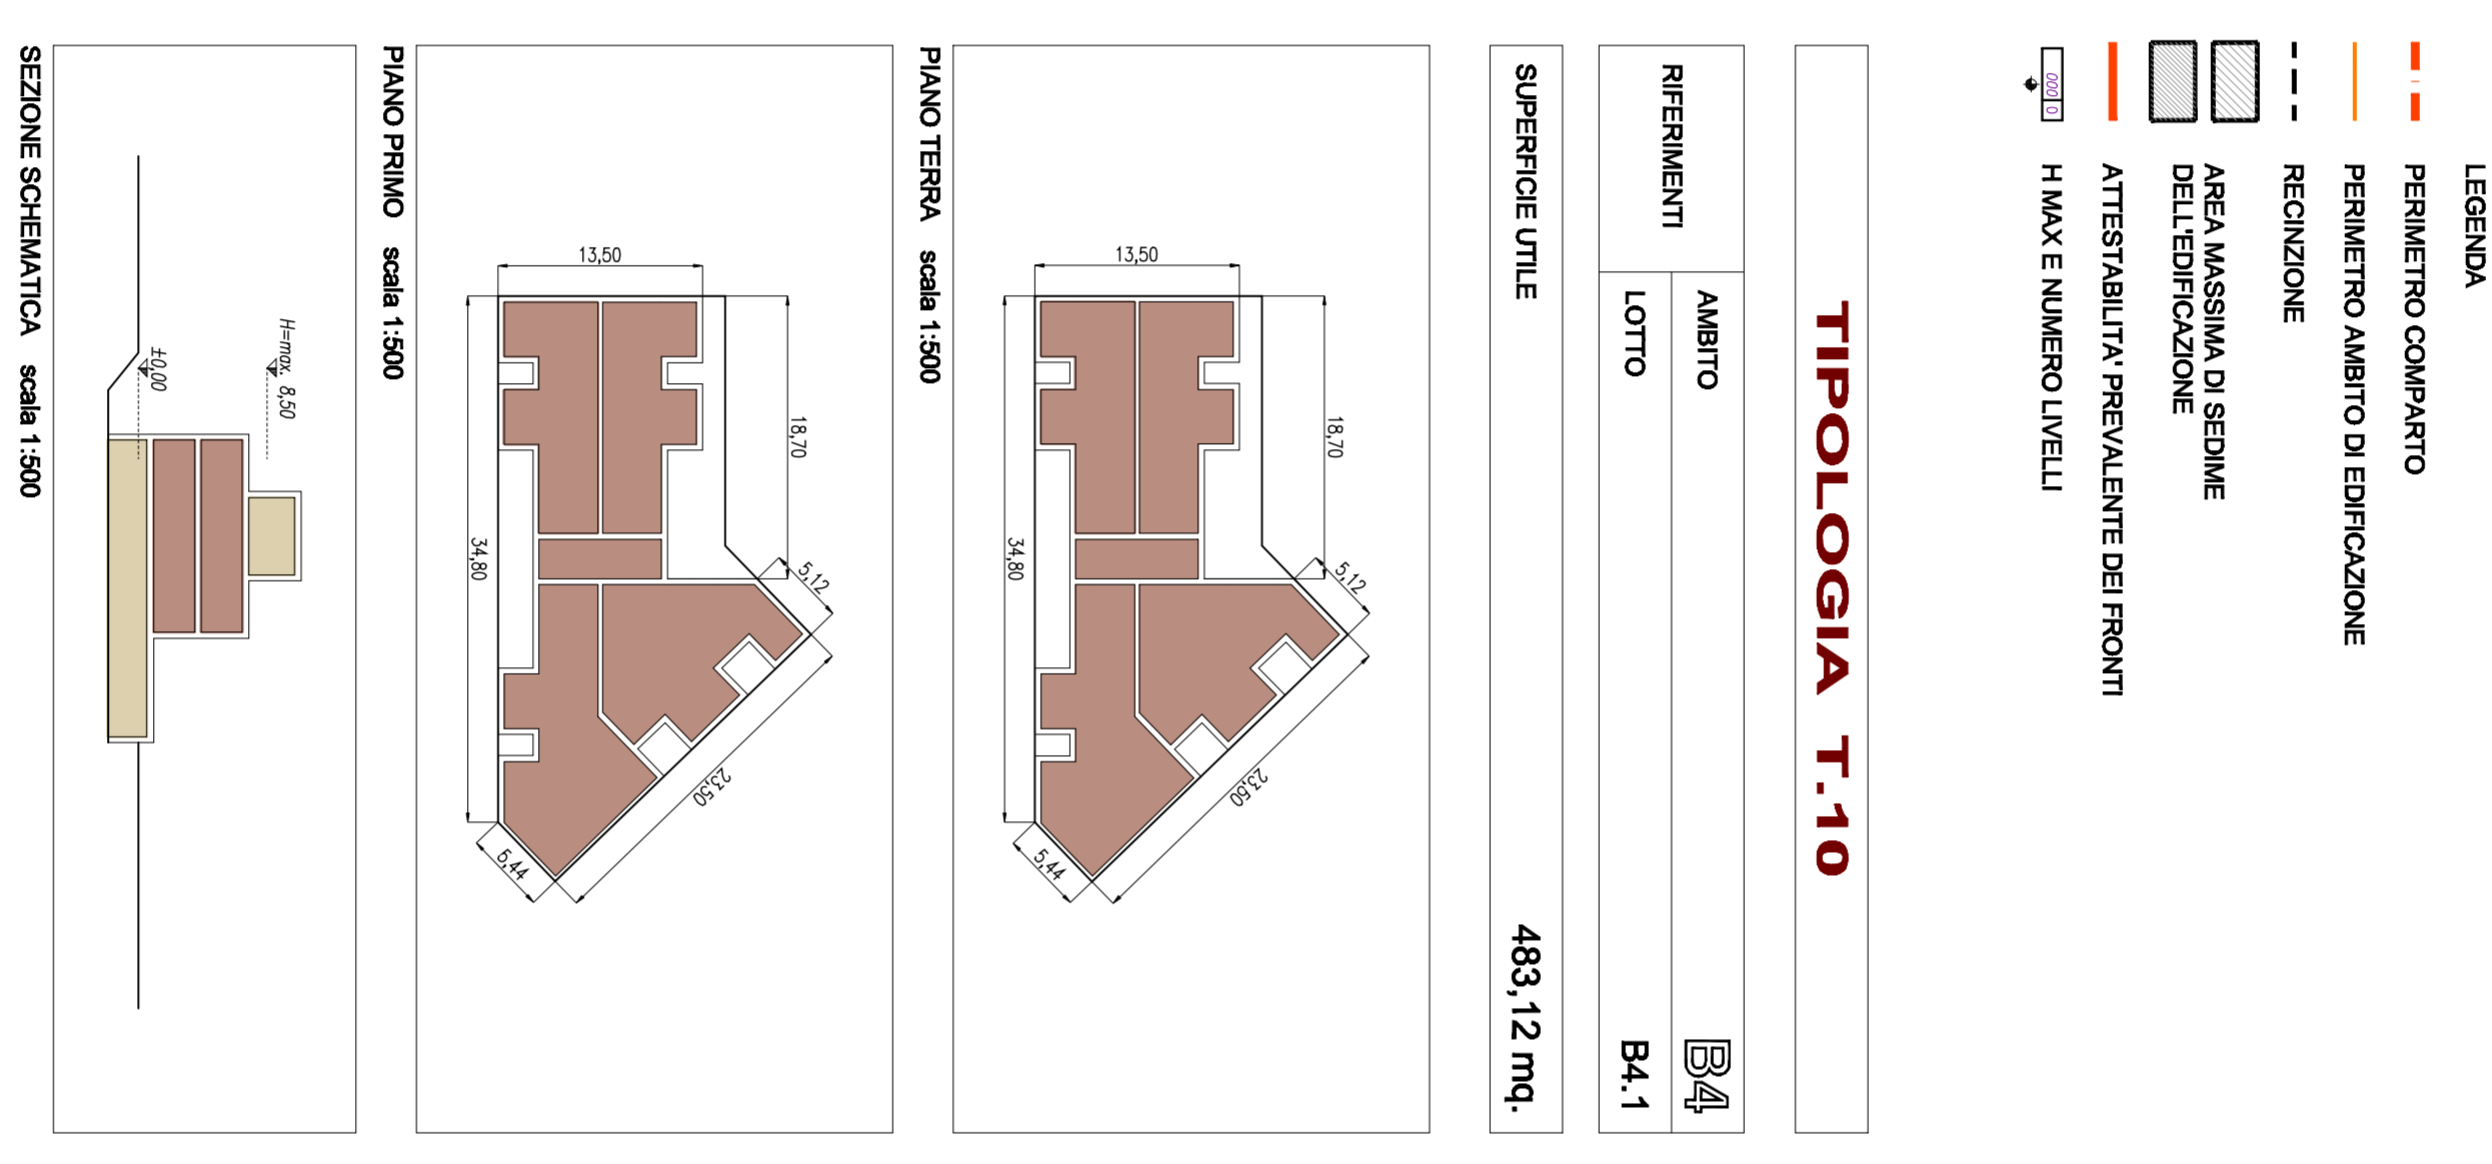 LEGENDA
PERIMETRO COMPARTO
PERIMETRO AMBITO DI EDIFICAZIONE
RECINZIONE
AREA MASSIMA DI SEDIME
DELL'EDIFICAZIONE
ATTESTABILITA' PREVALENTE DEI FRONTI
000 0
H MAX E NUMERO LIVELLI
TIPOLOGIA T.10
RIFERIMENTI
AMBITO B4
LOTTO B4.1
SUPERFICIE UTILE 483,12 mq.
13,50
18,70
5,12
34,80
23,50
5,44
PIANO TERRA scala 1:500
13,50
18,70
5,12
34,80
23,50
5,44
PIANO PRIMO scala 1:500
H=max. 8,50
±0,00
SEZIONE SCHEMATICA scala 1:500